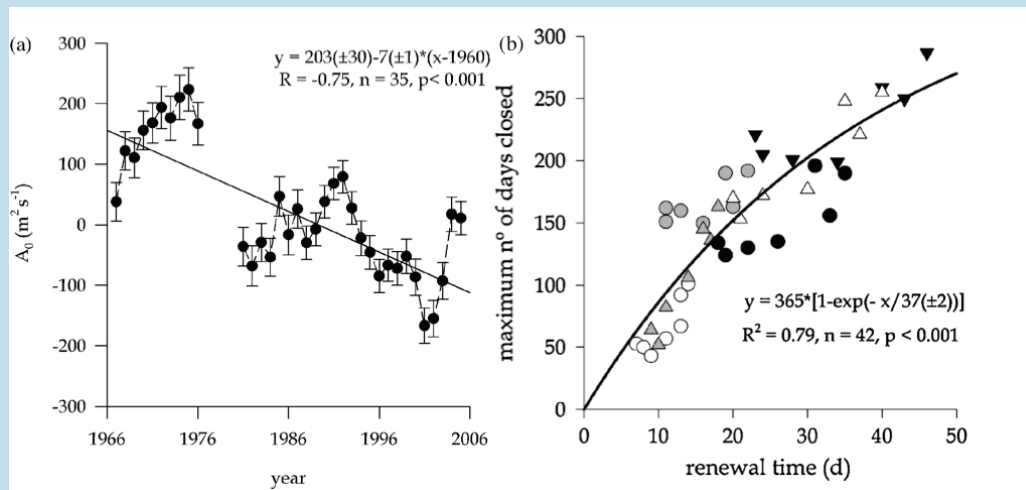 (a)
300
200
100
0
-100
-200
-300
A₀ (m² s⁻¹)
y = 203(±30)-7(±1)*(x-1960)
R = -0.75, n = 35, p< 0.001
1966
1976
1986
1996
2006
year
(b)
300
250
200
150
100
50
0
maximum nº of days closed
y = 365*[1-exp(- x/37(±2))]
R² = 0.79, n = 42, p < 0.001
0
10
20
30
40
50
renewal time (d)